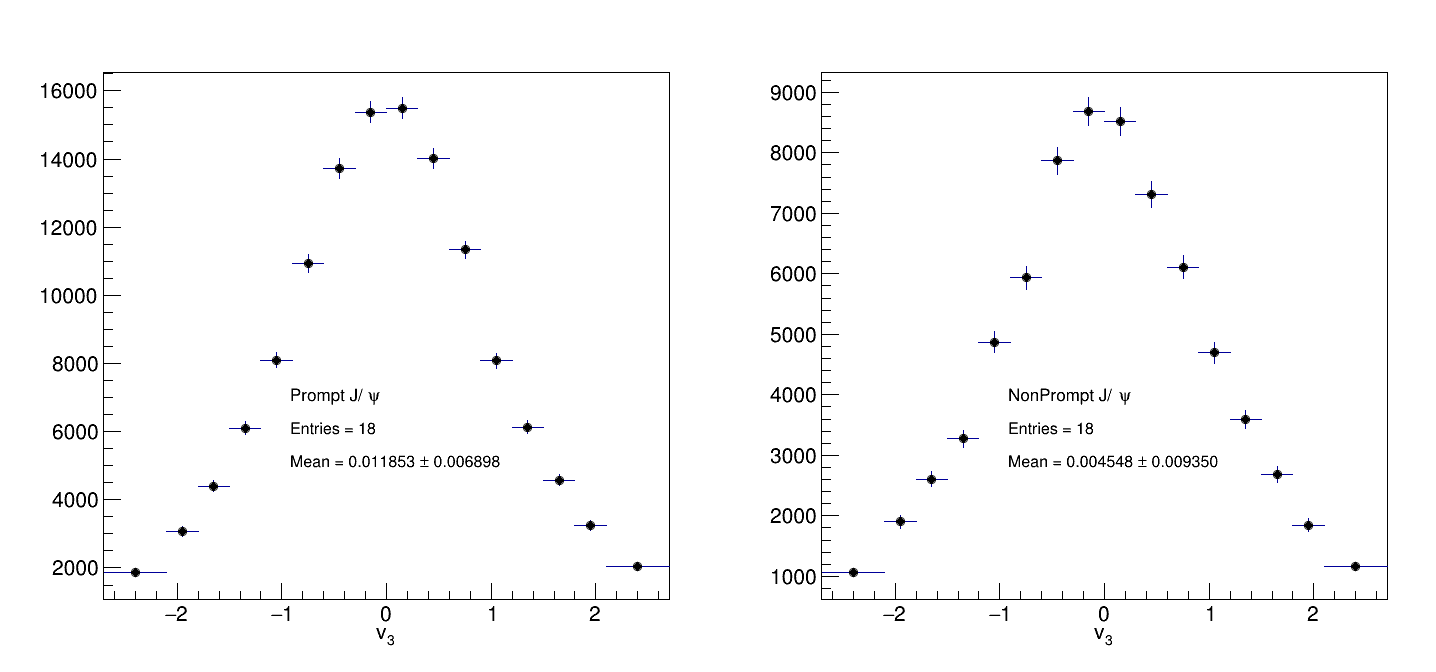 16000
14000
12000
10000
8000
6000
4000
2000
Prompt J/ ψ
Entries = 18
Mean = 0.011853 ± 0.006898
−2 −1 0 1 2
v3
9000
8000
7000
6000
5000
4000
3000
2000
1000
NonPrompt J/ ψ
Entries = 18
Mean = 0.004548 ± 0.009350
−2 −1 0 1 2
v3